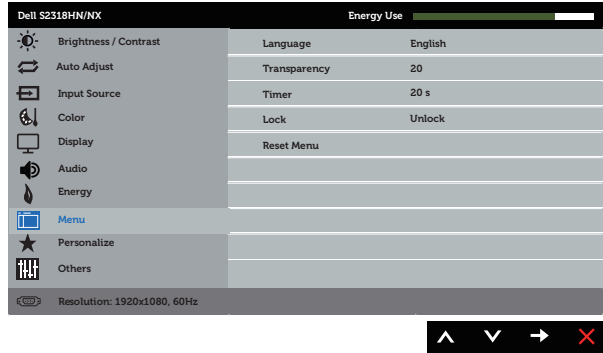 Dell S2318HN/NX Energy Use
Brightness / Contrast
Auto Adjust
Input Source
Color
Display
Audio
Energy
Menu
Personalize
Others
Language English
Transparency 20
Timer 20 s
Lock Unlock
Reset Menu
Resolution: 1920x1080, 60Hz